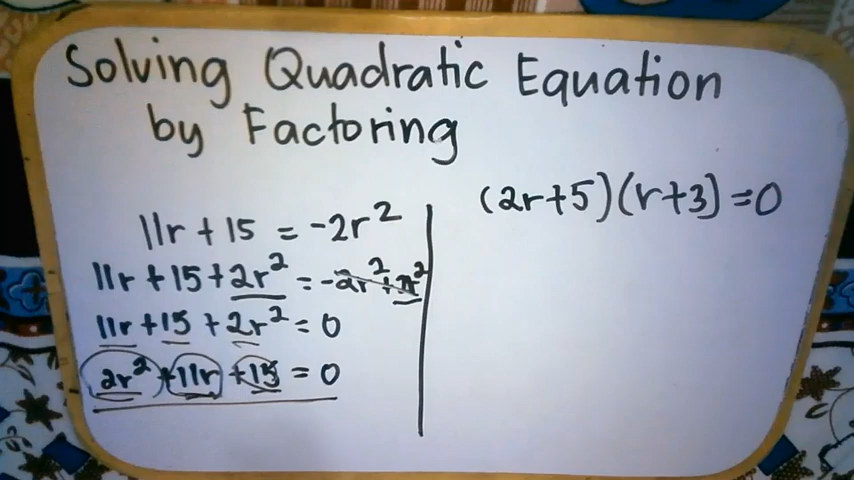 Solving Quadratic Equation
by Factoring
11r + 15 = -2r²
11r + 15 + 2r² = -2r² + 2r²
11r + 15 + 2r² = 0
2r² + 11r + 15 = 0
(2r+5)(r+3)=0